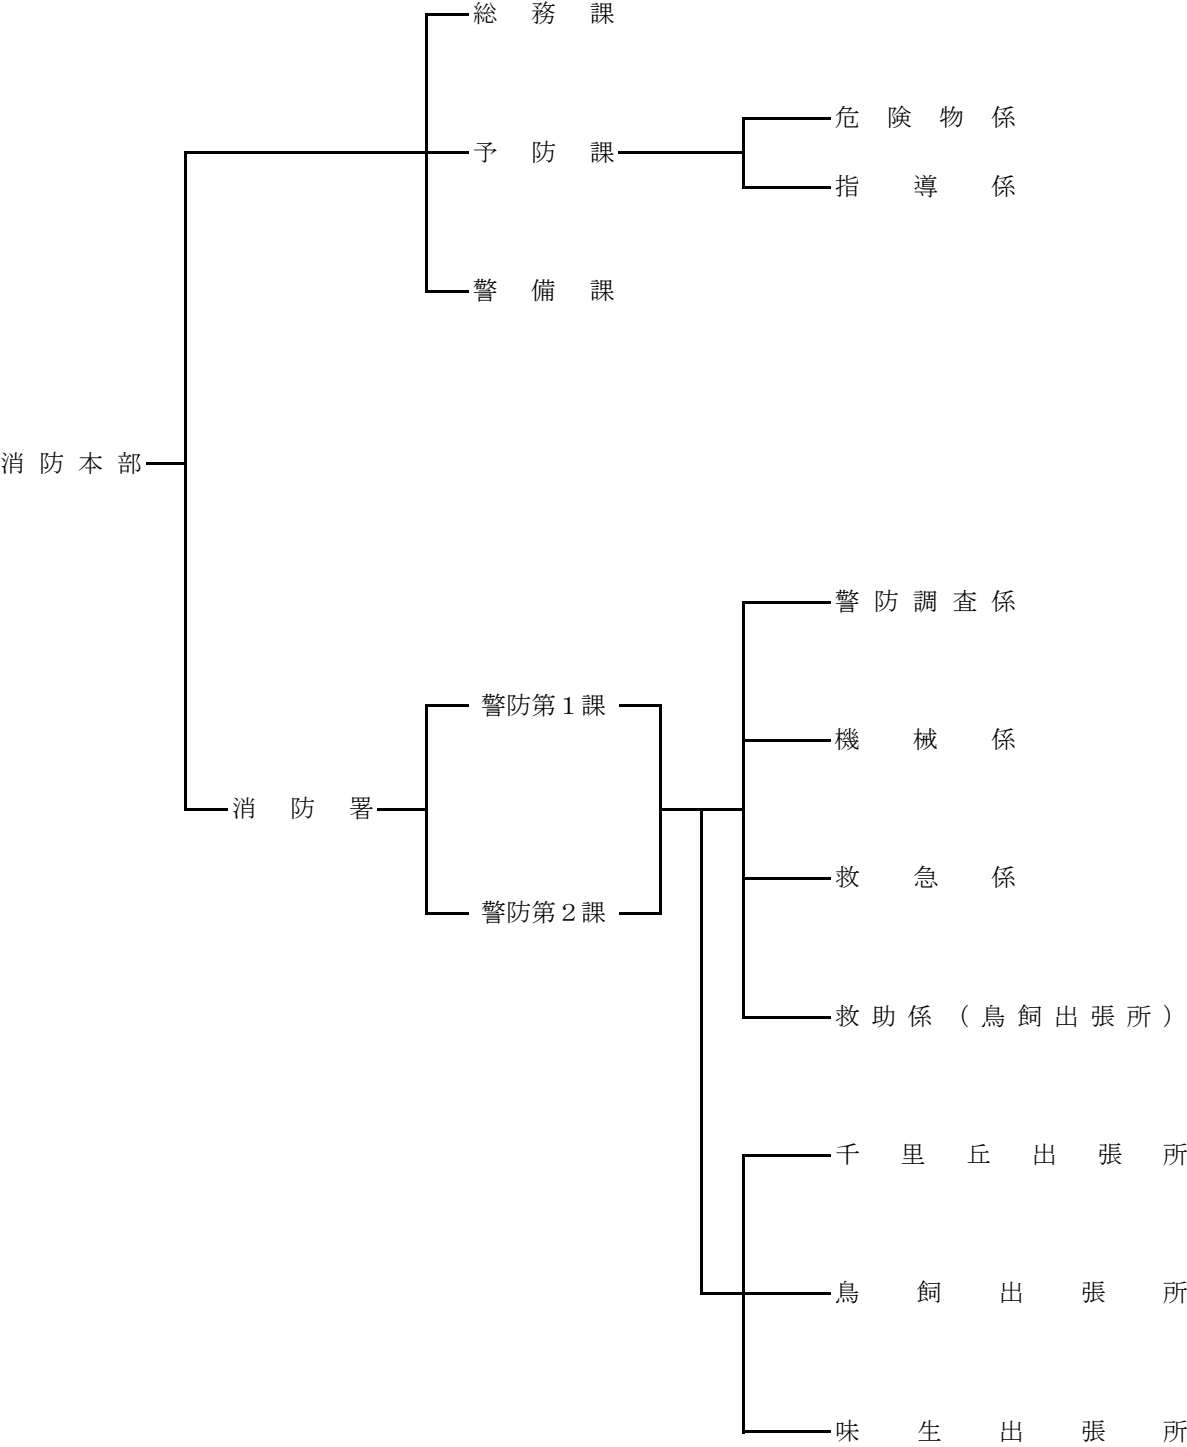 総務課
危険物係
予防課
指導係
警備課
消防本部
警防調査係
警防第１課
機械係
消防署
救急係
警防第２課
救助係（鳥飼出張所）
千里丘出張所
鳥飼出張所
味生出張所